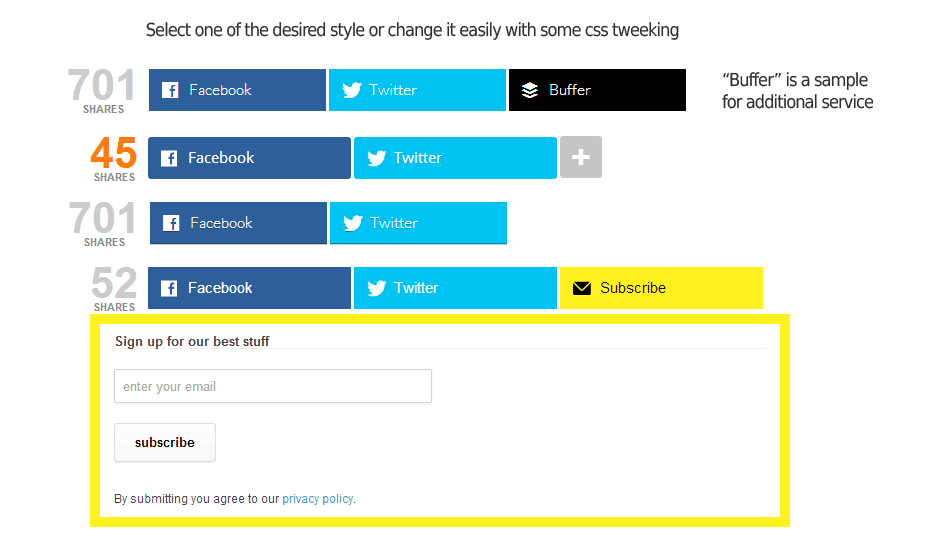 Select one of the desired style or change it easily with some css tweeking
701 SHARES Facebook Twitter Buffer
“Buffer” is a sample
for additional service
45 SHARES Facebook Twitter +
701 SHARES Facebook Twitter
52 SHARES Facebook Twitter Subscribe
Sign up for our best stuff
enter your email
subscribe
By submitting you agree to our privacy policy.